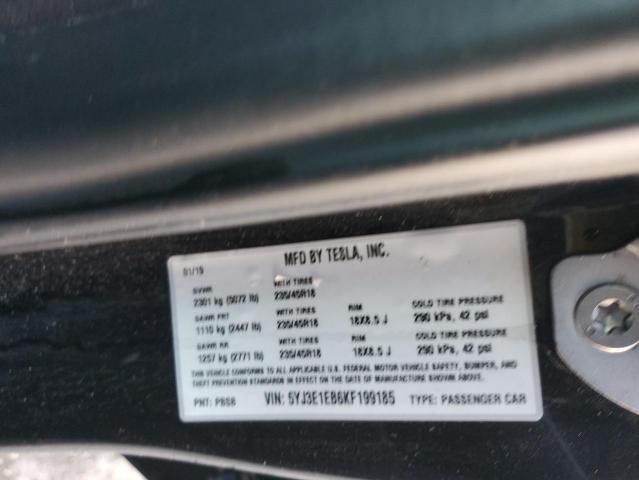 MFD BY TESLA, INC.
01/19
GVWR WITH TIRES
2301 kg (5072 lb) 235/45R18
GAWR FRT WITH TIRES RIM COLD TIRE PRESSURE
1110 kg (2447 lb) 235/45R18 18X8.5 J 290 kPa, 42 psi
GAWR RR WITH TIRES RIM COLD TIRE PRESSURE
1257 kg (2771 lb) 235/45R18 18X8.5 J 290 kPa, 42 psi
THIS VEHICLE CONFORMS TO ALL APPLICABLE U.S. FEDERAL MOTOR VEHICLE SAFETY, BUMPER, AND
THEFT PREVENTION STANDARDS IN EFFECT ON THE DATE OF MANUFACTURE SHOWN ABOVE.
PNT: PBSB VIN: 5YJ3E1EB6KF199185 TYPE: PASSENGER CAR